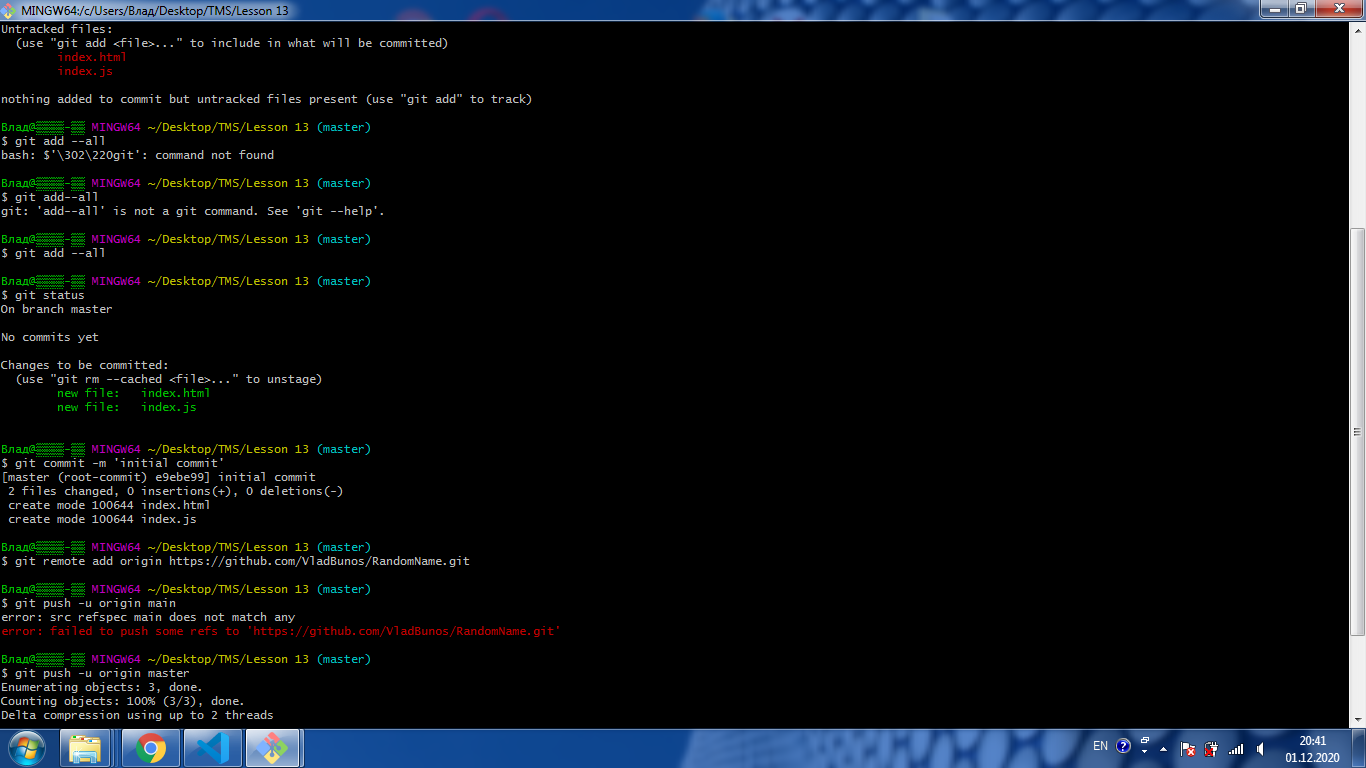 MINGW64:/c/Users/Влад/Desktop/TMS/Lesson 13
Untracked files:
(use "git add <file>..." to include in what will be committed)
index.html
index.js
nothing added to commit but untracked files present (use "git add" to track)
Влад@▒▒▒▒-▒▒ MINGW64 ~/Desktop/TMS/Lesson 13 (master)
$ git add --all
bash: $'\302\220git': command not found
Влад@▒▒▒▒-▒▒ MINGW64 ~/Desktop/TMS/Lesson 13 (master)
$ git add--all
git: 'add--all' is not a git command. See 'git --help'.
Влад@▒▒▒▒-▒▒ MINGW64 ~/Desktop/TMS/Lesson 13 (master)
$ git add --all
Влад@▒▒▒▒-▒▒ MINGW64 ~/Desktop/TMS/Lesson 13 (master)
$ git status
On branch master
No commits yet
Changes to be committed:
(use "git rm --cached <file>..." to unstage)
new file:   index.html
new file:   index.js
Влад@▒▒▒▒-▒▒ MINGW64 ~/Desktop/TMS/Lesson 13 (master)
$ git commit -m 'initial commit'
[master (root-commit) e9ebe99] initial commit
2 files changed, 0 insertions(+), 0 deletions(-)
create mode 100644 index.html
create mode 100644 index.js
Влад@▒▒▒▒-▒▒ MINGW64 ~/Desktop/TMS/Lesson 13 (master)
$ git remote add origin https://github.com/VladBunos/RandomName.git
Влад@▒▒▒▒-▒▒ MINGW64 ~/Desktop/TMS/Lesson 13 (master)
$ git push -u origin main
error: src refspec main does not match any
error: failed to push some refs to 'https://github.com/VladBunos/RandomName.git'
Влад@▒▒▒▒-▒▒ MINGW64 ~/Desktop/TMS/Lesson 13 (master)
$ git push -u origin master
Enumerating objects: 3, done.
Counting objects: 100% (3/3), done.
Delta compression using up to 2 threads
EN
20:41
01.12.2020